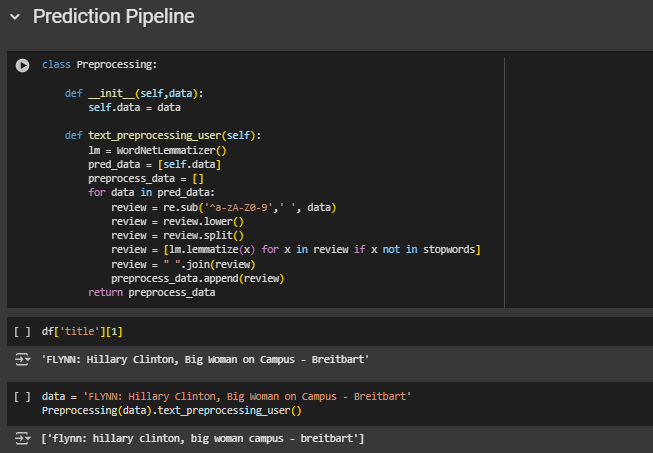 Prediction Pipeline
class Preprocessing:
    def __init__(self,data):
        self.data = data
    def text_preprocessing_user(self):
        lm = WordNetLemmatizer()
        pred_data = [self.data]
        preprocess_data = []
        for data in pred_data:
            review = re.sub('^a-zA-Z0-9',' ', data)
            review = review.lower()
            review = review.split()
            review = [lm.lemmatize(x) for x in review if x not in stopwords]
            review = " ".join(review)
            preprocess_data.append(review)
        return preprocess_data
[ ] df['title'][1]
'FLYNN: Hillary Clinton, Big Woman on Campus - Breitbart'
[ ] data = 'FLYNN: Hillary Clinton, Big Woman on Campus - Breitbart'
Preprocessing(data).text_preprocessing_user()
['flynn: hillary clinton, big woman campus - breitbart']